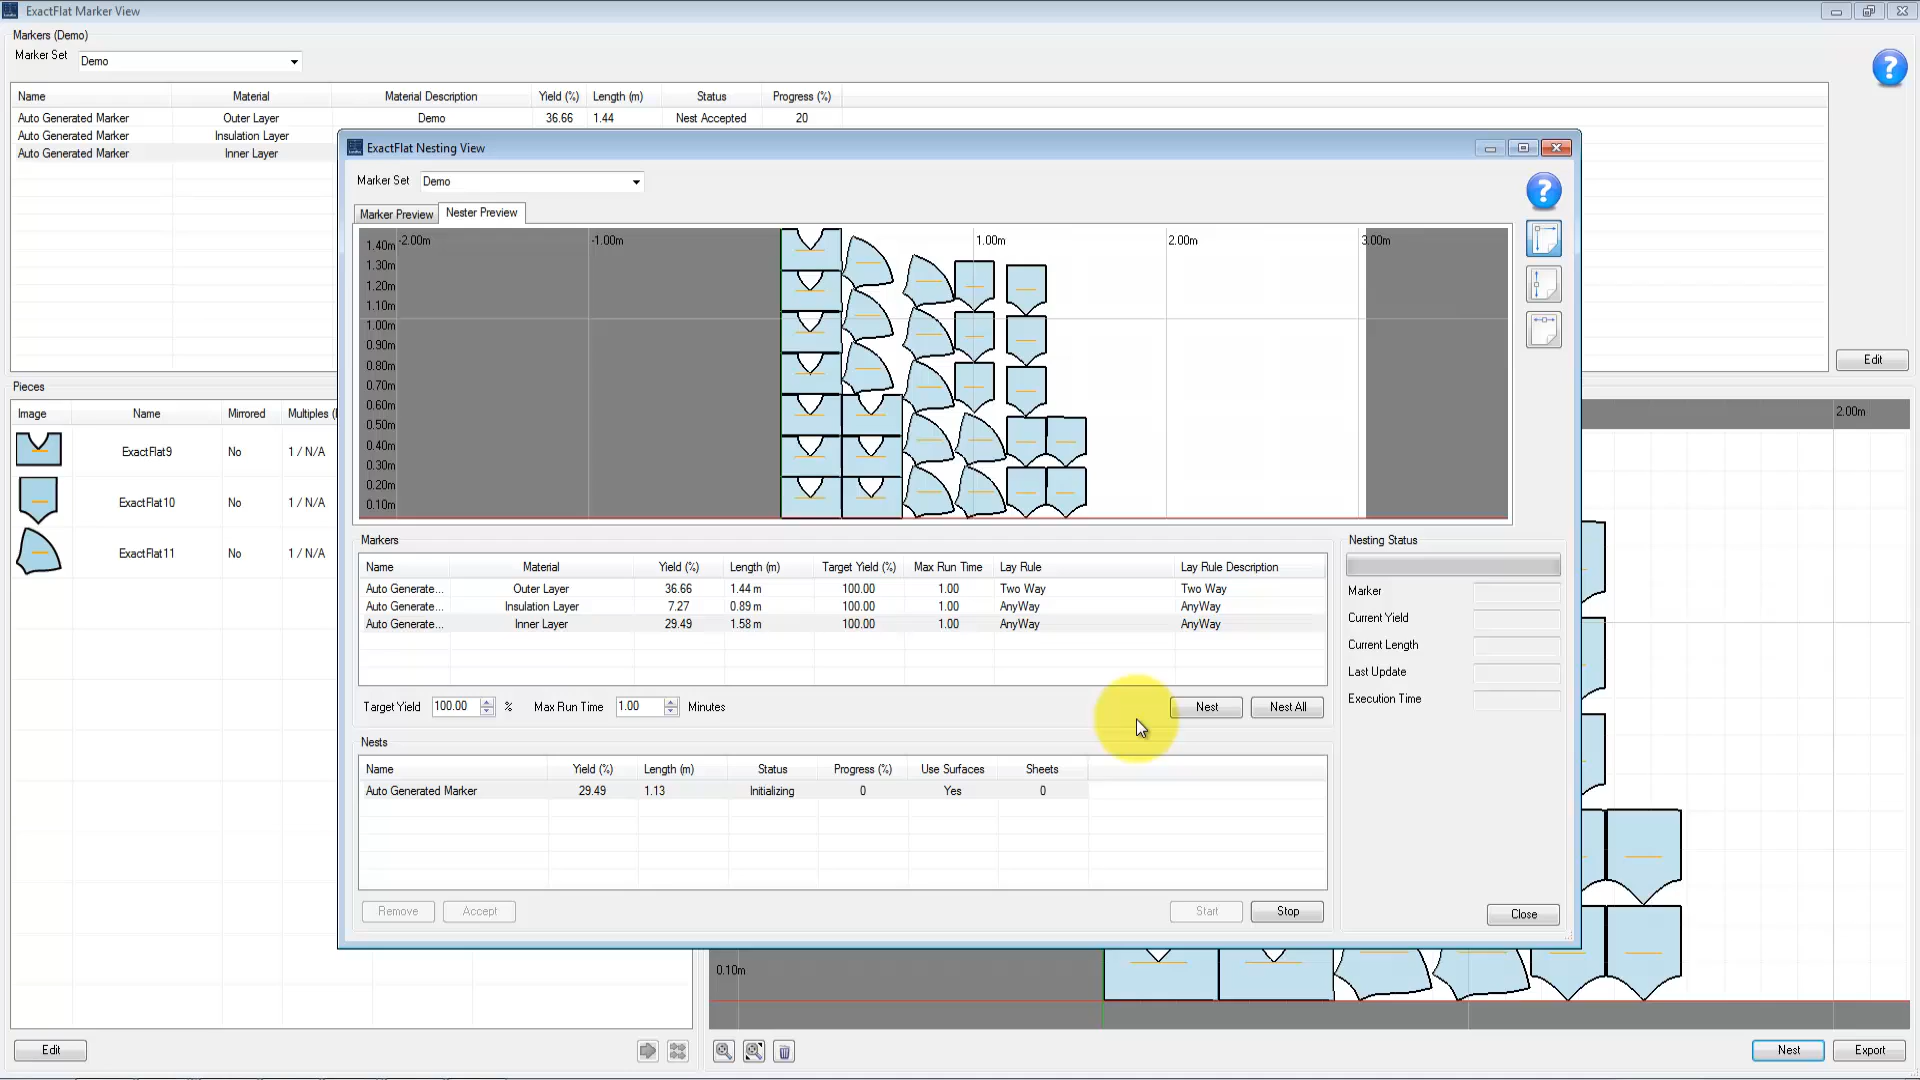 ExactFlat Marker View
Markers (Demo)
Marker Set Demo
Name Material Material Description Yield (%) Length (m) Status Progress (%)
Auto Generated Marker Outer Layer Demo 36.66 1.44 Nest Accepted 20
Auto Generated Marker Insulation Layer
Auto Generated Marker Inner Layer
Edit
Pieces
Image Name Mirrored Multiples (
ExactFlat9 No 1 / N/A
ExactFlat10 No 1 / N/A
ExactFlat11 No 1 / N/A
Edit
ExactFlat Nesting View
Marker Set Demo
Marker Preview Nester Preview
-2.00m -1.00m 1.00m 2.00m 3.00m
1.40m
1.30m
1.20m
1.10m
1.00m
0.90m
0.80m
0.70m
0.60m
0.50m
0.40m
0.30m
0.20m
0.10m
Markers
Name Material Yield (%) Length (m) Target Yield (%) Max Run Time Lay Rule Lay Rule Description
Auto Generate... Outer Layer 36.66 1.44 m 100.00 1.00 Two Way Two Way
Auto Generate... Insulation Layer 7.27 0.89 m 100.00 1.00 AnyWay AnyWay
Auto Generate... Inner Layer 29.49 1.58 m 100.00 1.00 AnyWay AnyWay
Target Yield 100.00 % Max Run Time 1.00 Minutes Nest Nest All
Nests
Name Yield (%) Length (m) Status Progress (%) Use Surfaces Sheets
Auto Generated Marker 29.49 1.13 Initializing 0 Yes 0
Remove Accept Start Stop
Nesting Status
Marker
Current Yield
Current Length
Last Update
Execution Time
Close
2.00m
0.10m
Nest Export